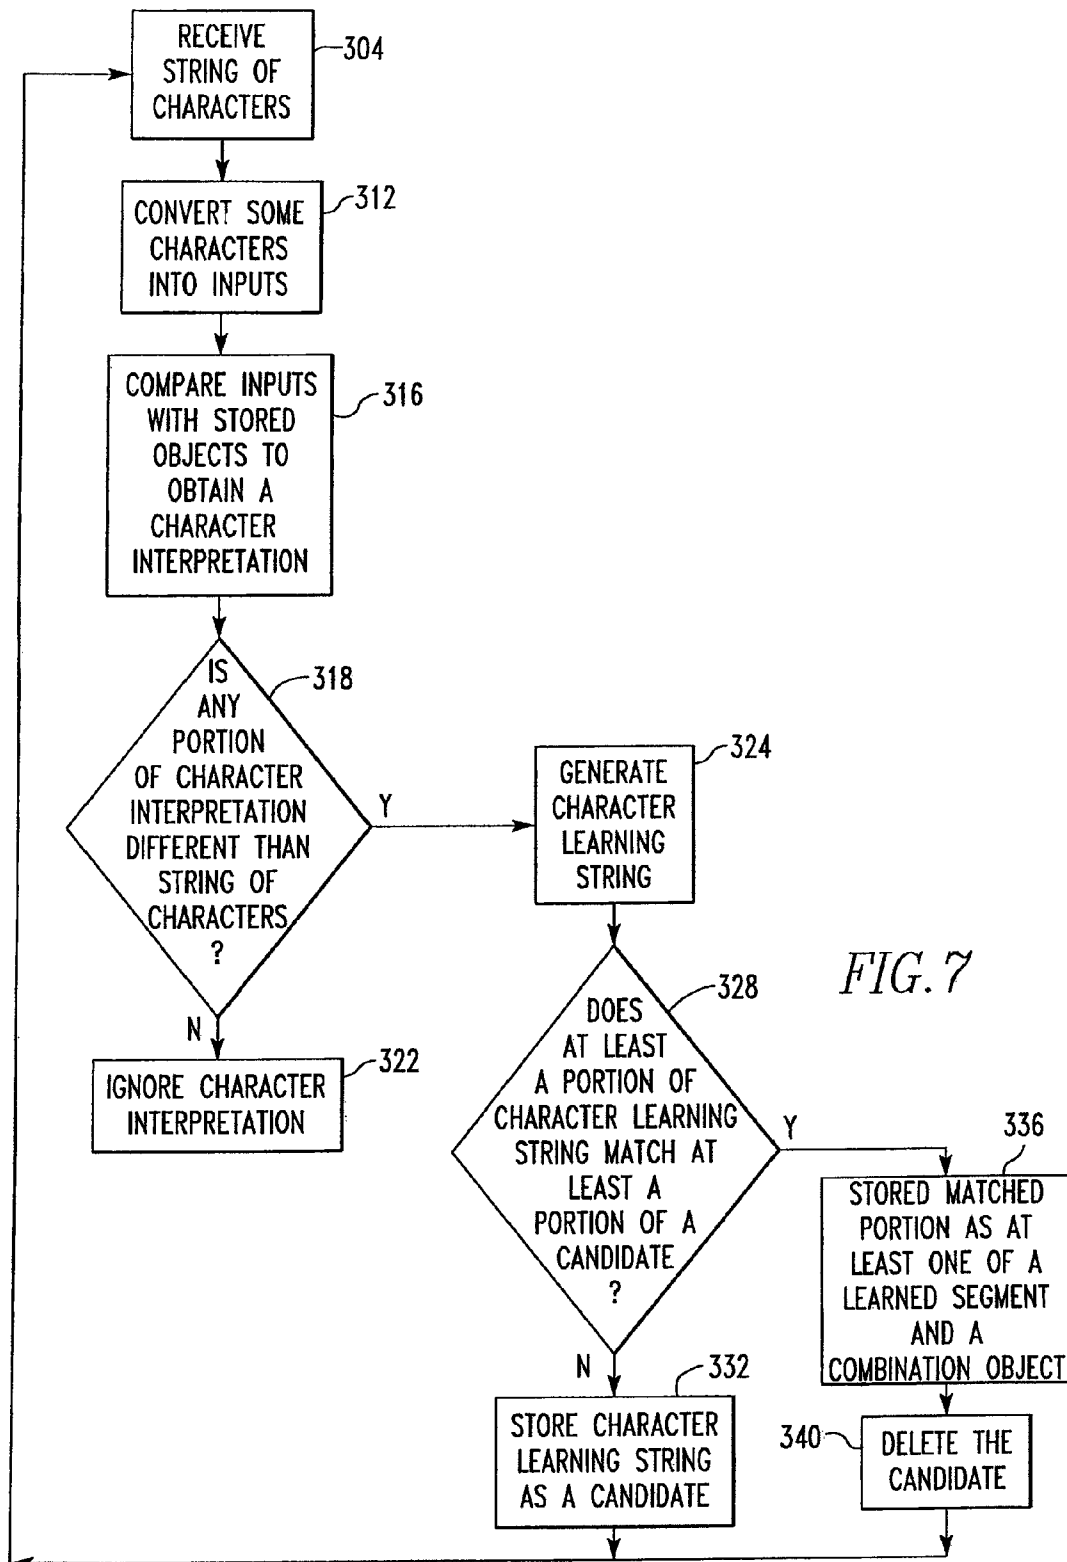 RECEIVE
STRING OF
CHARACTERS
304
CONVERT SOME
CHARACTERS
INTO INPUTS
312
COMPARE INPUTS
WITH STORED
OBJECTS TO
OBTAIN A
CHARACTER
INTERPRETATION
316
IS
ANY
PORTION
OF CHARACTER
INTERPRETATION
DIFFERENT THAN
STRING OF
CHARACTERS
?
318
Y
N
IGNORE CHARACTER
INTERPRETATION
322
GENERATE
CHARACTER
LEARNING
STRING
324
FIG. 7
DOES
AT LEAST
A PORTION OF
CHARACTER LEARNING
STRING MATCH AT
LEAST A
PORTION OF A
CANDIDATE
?
328
Y
N
STORE CHARACTER
LEARNING STRING
AS A CANDIDATE
332
336
STORED MATCHED
PORTION AS AT
LEAST ONE OF A
LEARNED SEGMENT
AND A
COMBINATION OBJECT
340
DELETE THE
CANDIDATE